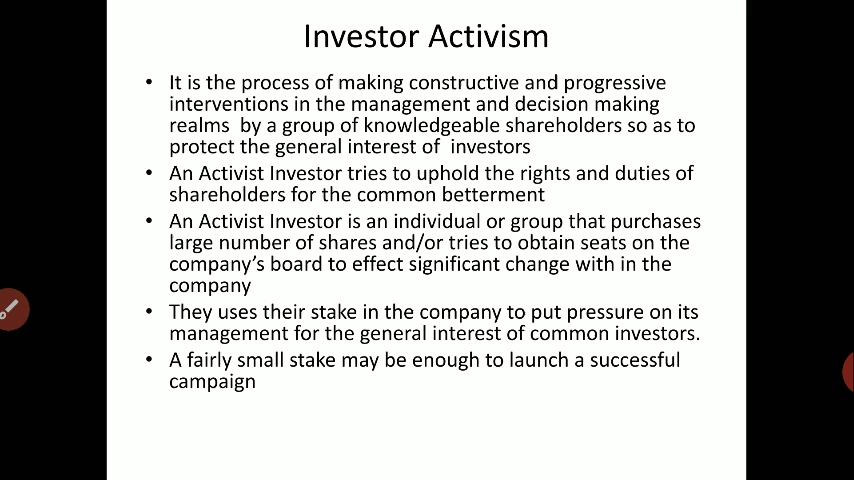 Investor Activism
• It is the process of making constructive and progressive
interventions in the management and decision making
realms by a group of knowledgeable shareholders so as to
protect the general interest of investors
• An Activist Investor tries to uphold the rights and duties of
shareholders for the common betterment
• An Activist Investor is an individual or group that purchases
large number of shares and/or tries to obtain seats on the
company's board to effect significant change with in the
company
• They uses their stake in the company to put pressure on its
management for the general interest of common investors.
• A fairly small stake may be enough to launch a successful
campaign